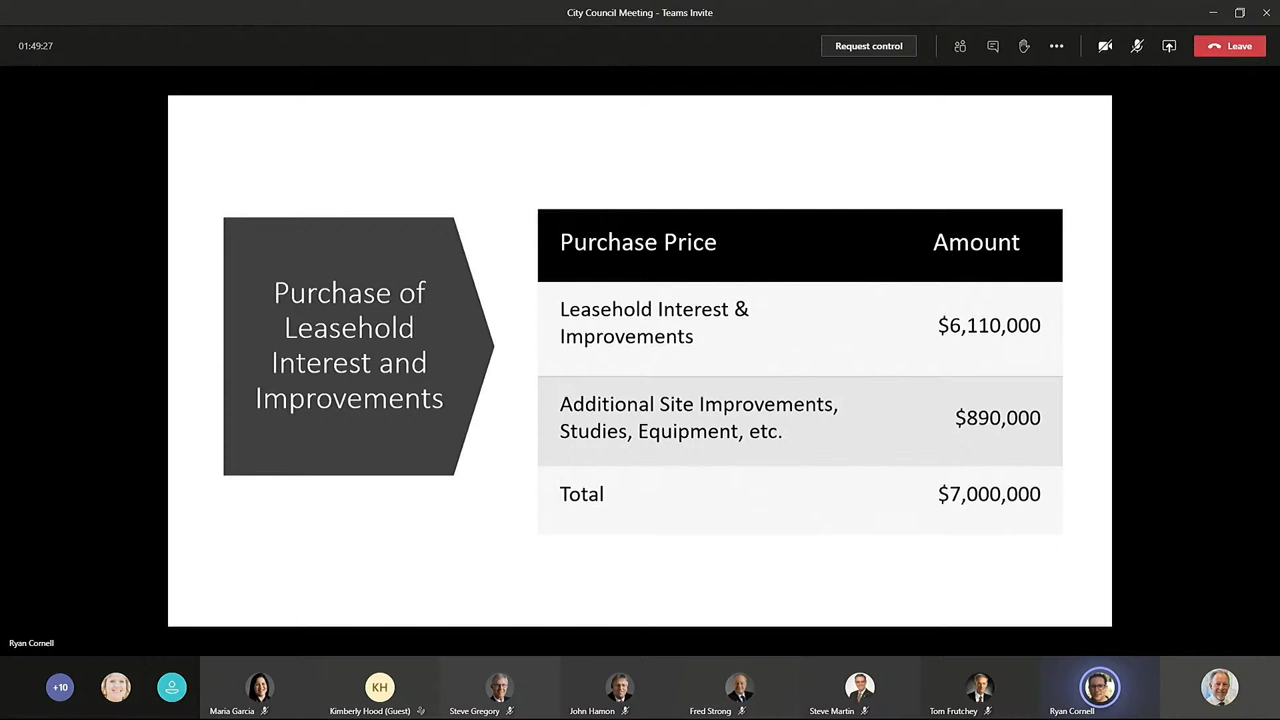 City Council Meeting - Teams Invite
01:49:27
Request control
Leave
Purchase of
Leasehold
Interest and
Improvements
Purchase Price Amount
Leasehold Interest &
Improvements
$6,110,000
Additional Site Improvements,
Studies, Equipment, etc.
$890,000
Total $7,000,000
Ryan Cornell
+10
KH
Maria Garcia
Kimberly Hood (Guest)
Steve Gregory
John Hamon
Fred Strong
Steve Martin
Tom Frutchey
Ryan Cornell